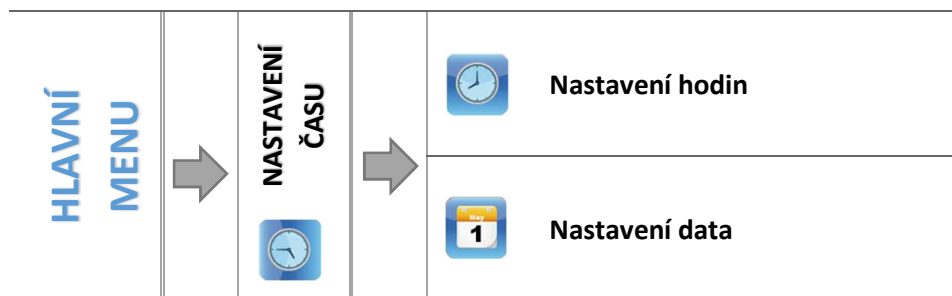 HLAVNÍ
MENU
NASTAVENÍ
ČASU
Nastavení hodin
May
1
Nastavení data